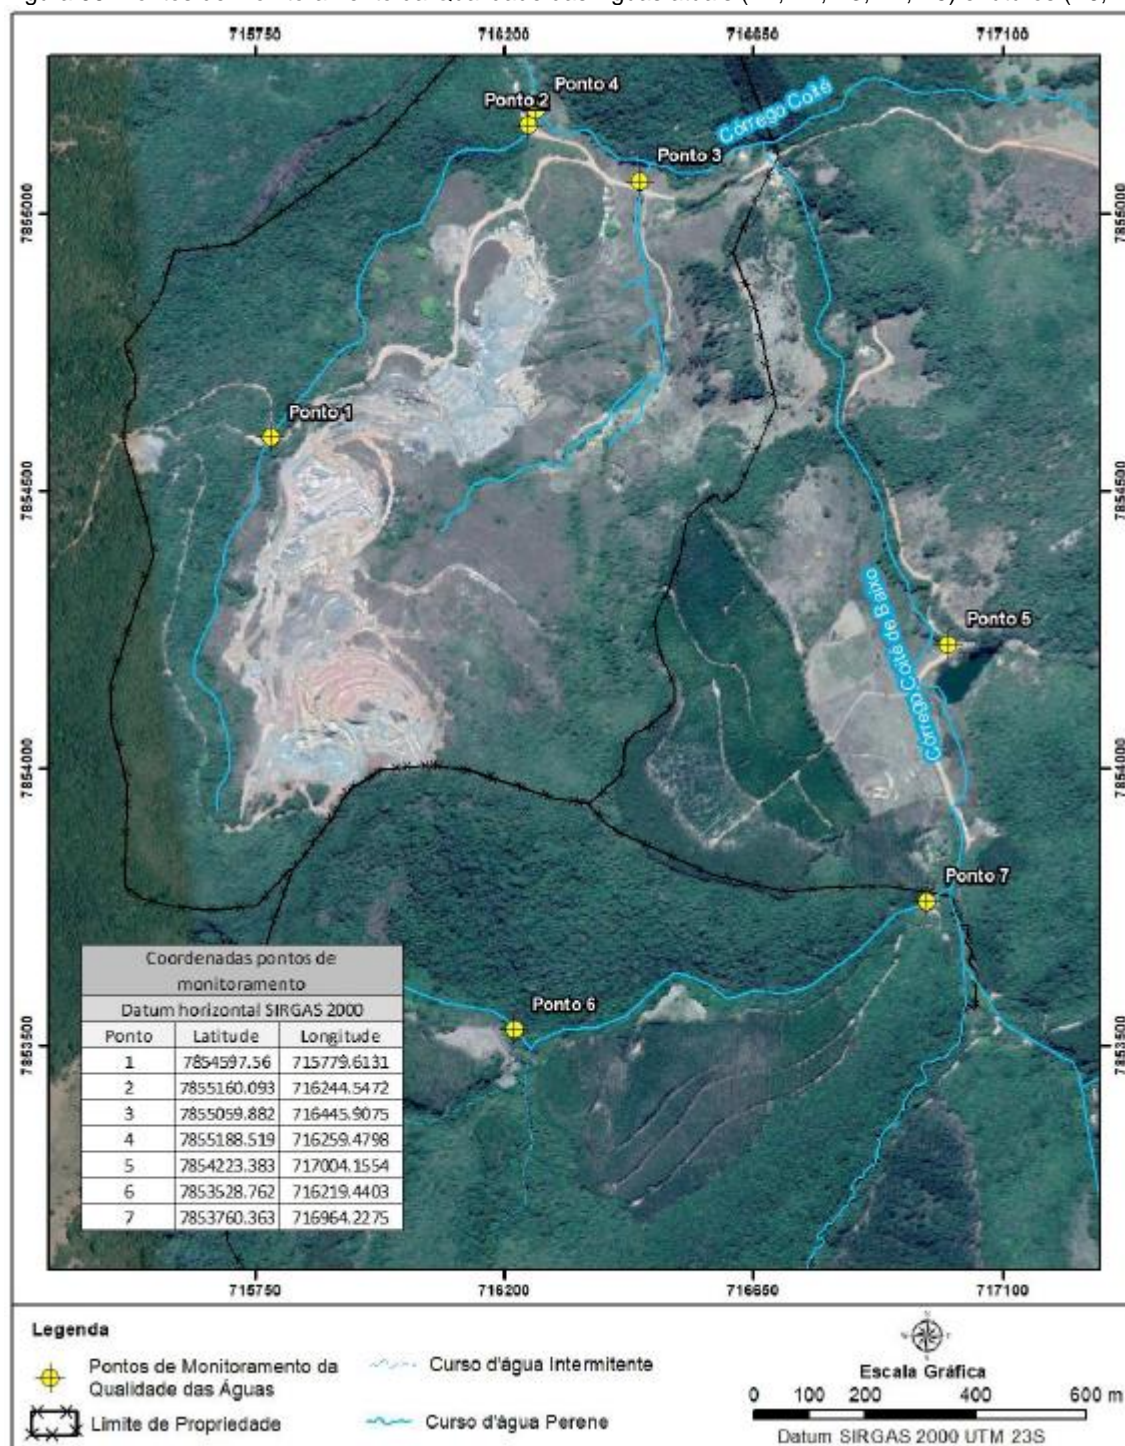 715750 716200 716650 717100
Ponto 4
Ponto 2
Córrego Coité
Ponto 3
7855000 7855000
Ponto 1
7854500 7854500
Córrego Coité de Baixo
Ponto 5
7854000 7854000
Ponto 7
Coordenadas pontos de
monitoramento
Datum horizontal SIRGAS 2000
Ponto Latitude Longitude
1 7854597.56 715779.6131
2 7855160.093 716244.5472
3 7855059.882 716445.9075
4 7855188.519 716259.4798
5 7854223.383 717004.1554
6 7853528.762 716219.4403
7 7853760.363 716964.2275
Ponto 6
7853500 7853500
715750 716200 716650 717100
Legenda
Pontos de Monitoramento da
Qualidade das Águas
Curso d'água Intermitente
Limite de Propriedade
Curso d'água Perene
Escala Gráfica
0 100 200 400 600 m
Datum SIRGAS 2000 UTM 23S